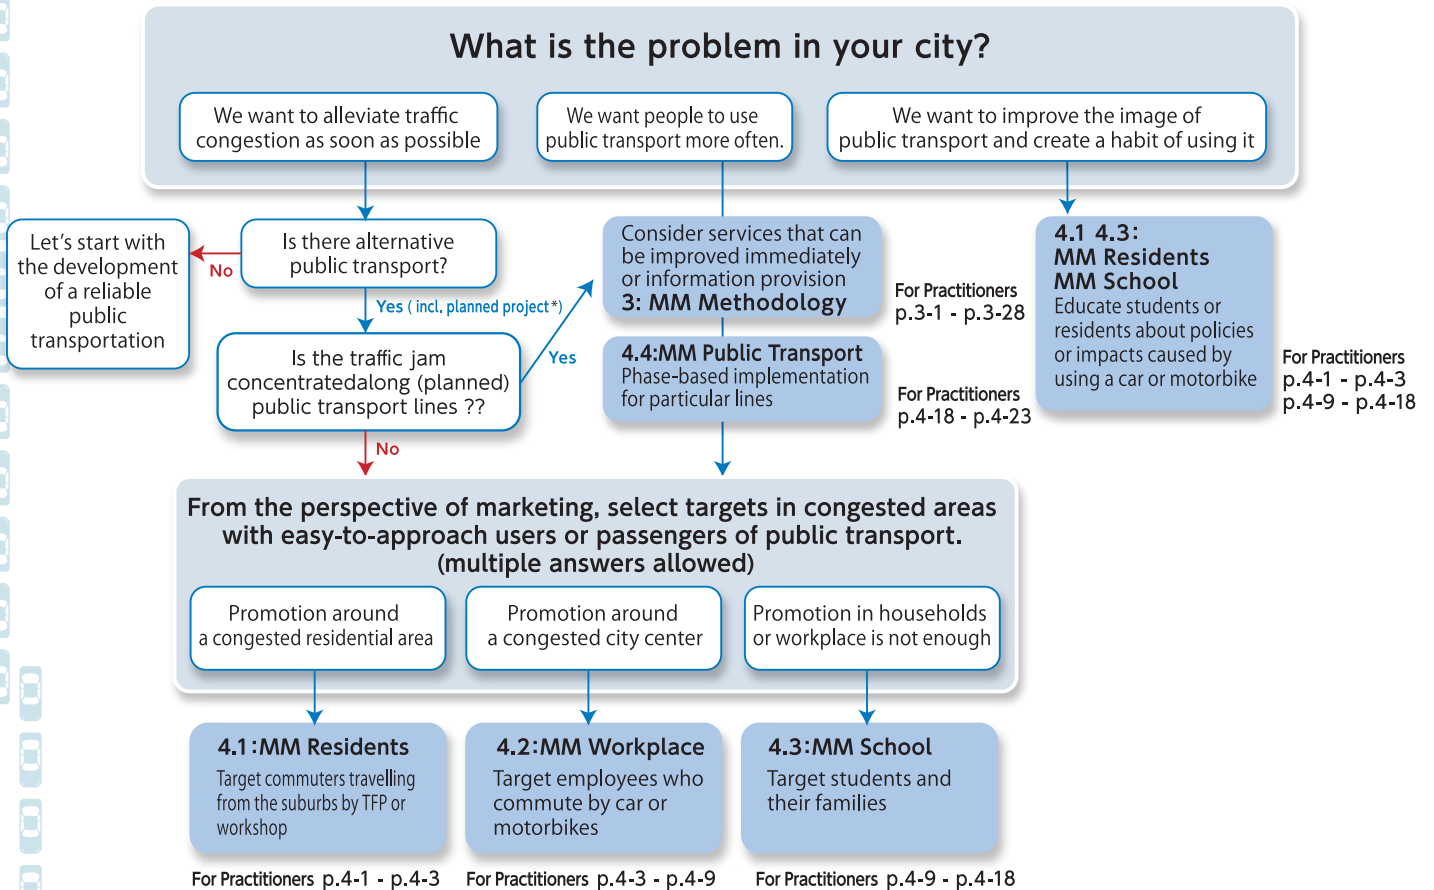 What is the problem in your city?
We want to alleviate traffic
congestion as soon as possible
We want people to use
public transport more often.
We want to improve the image of
public transport and create a habit of using it
Let's start with
the development
of a reliable
public
transportation
No
Is there alternative
public transport?
Yes ( incl. planned project*)
Is the traffic jam
concentratedalong (planned)
public transport lines ??
Yes
No
Consider services that can
be improved immediately
or information provision
3: MM Methodology
For Practitioners
p.3-1 - p.3-28
4.4:MM Public Transport
Phase-based implementation
for particular lines
For Practitioners
p.4-18 - p.4-23
4.1 4.3:
MM Residents
MM School
Educate students or
residents about policies
or impacts caused by
using a car or motorbike
For Practitioners
p.4-1 - p.4-3
p.4-9 - p.4-18
From the perspective of marketing, select targets in congested areas
with easy-to-approach users or passengers of public transport.
(multiple answers allowed)
Promotion around
a congested residential area
Promotion around
a congested city center
Promotion in households
or workplace is not enough
4.1:MM Residents
Target commuters travelling
from the suburbs by TFP or
workshop
For Practitioners p.4-1 - p.4-3
4.2:MM Workplace
Target employees who
commute by car or
motorbikes
For Practitioners p.4-3 - p.4-9
4.3:MM School
Target students and
their families
For Practitioners p.4-9 - p.4-18